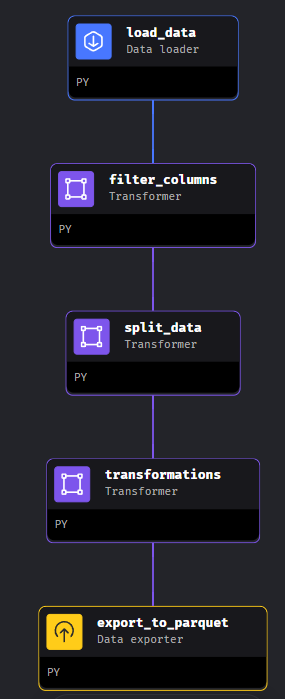 load_data
Data loader
PY
filter_columns
Transformer
PY
split_data
Transformer
PY
transformations
Transformer
PY
export_to_parquet
Data exporter
PY